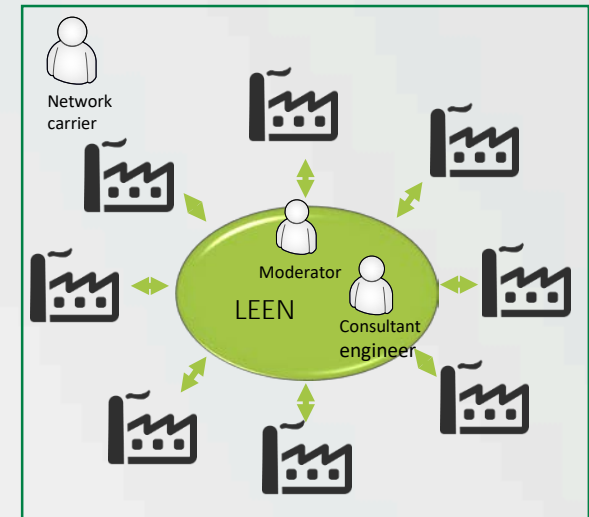 Network
carrier
Moderator
LEEN
Consultant
engineer